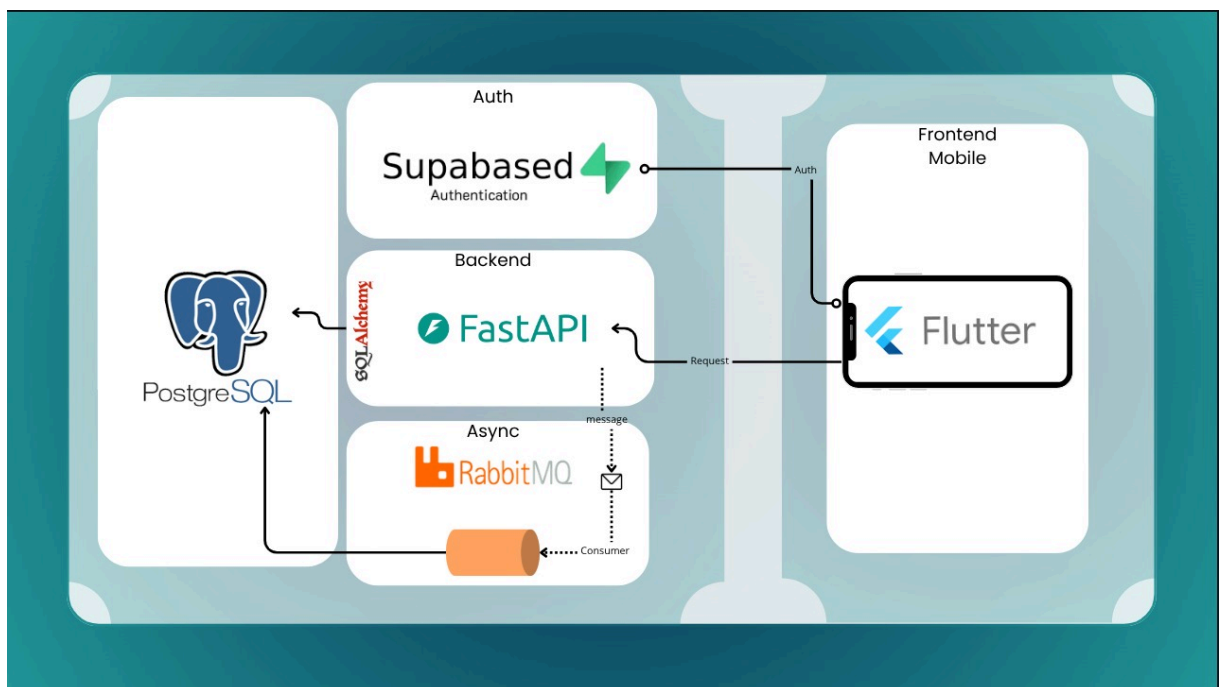 Auth
Supabased
Authentication
Auth
Frontend
Mobile
Backend
SQLAlchemy
FastAPI
Flutter
Request
PostgreSQL
message
Async
RabbitMQ
Consumer